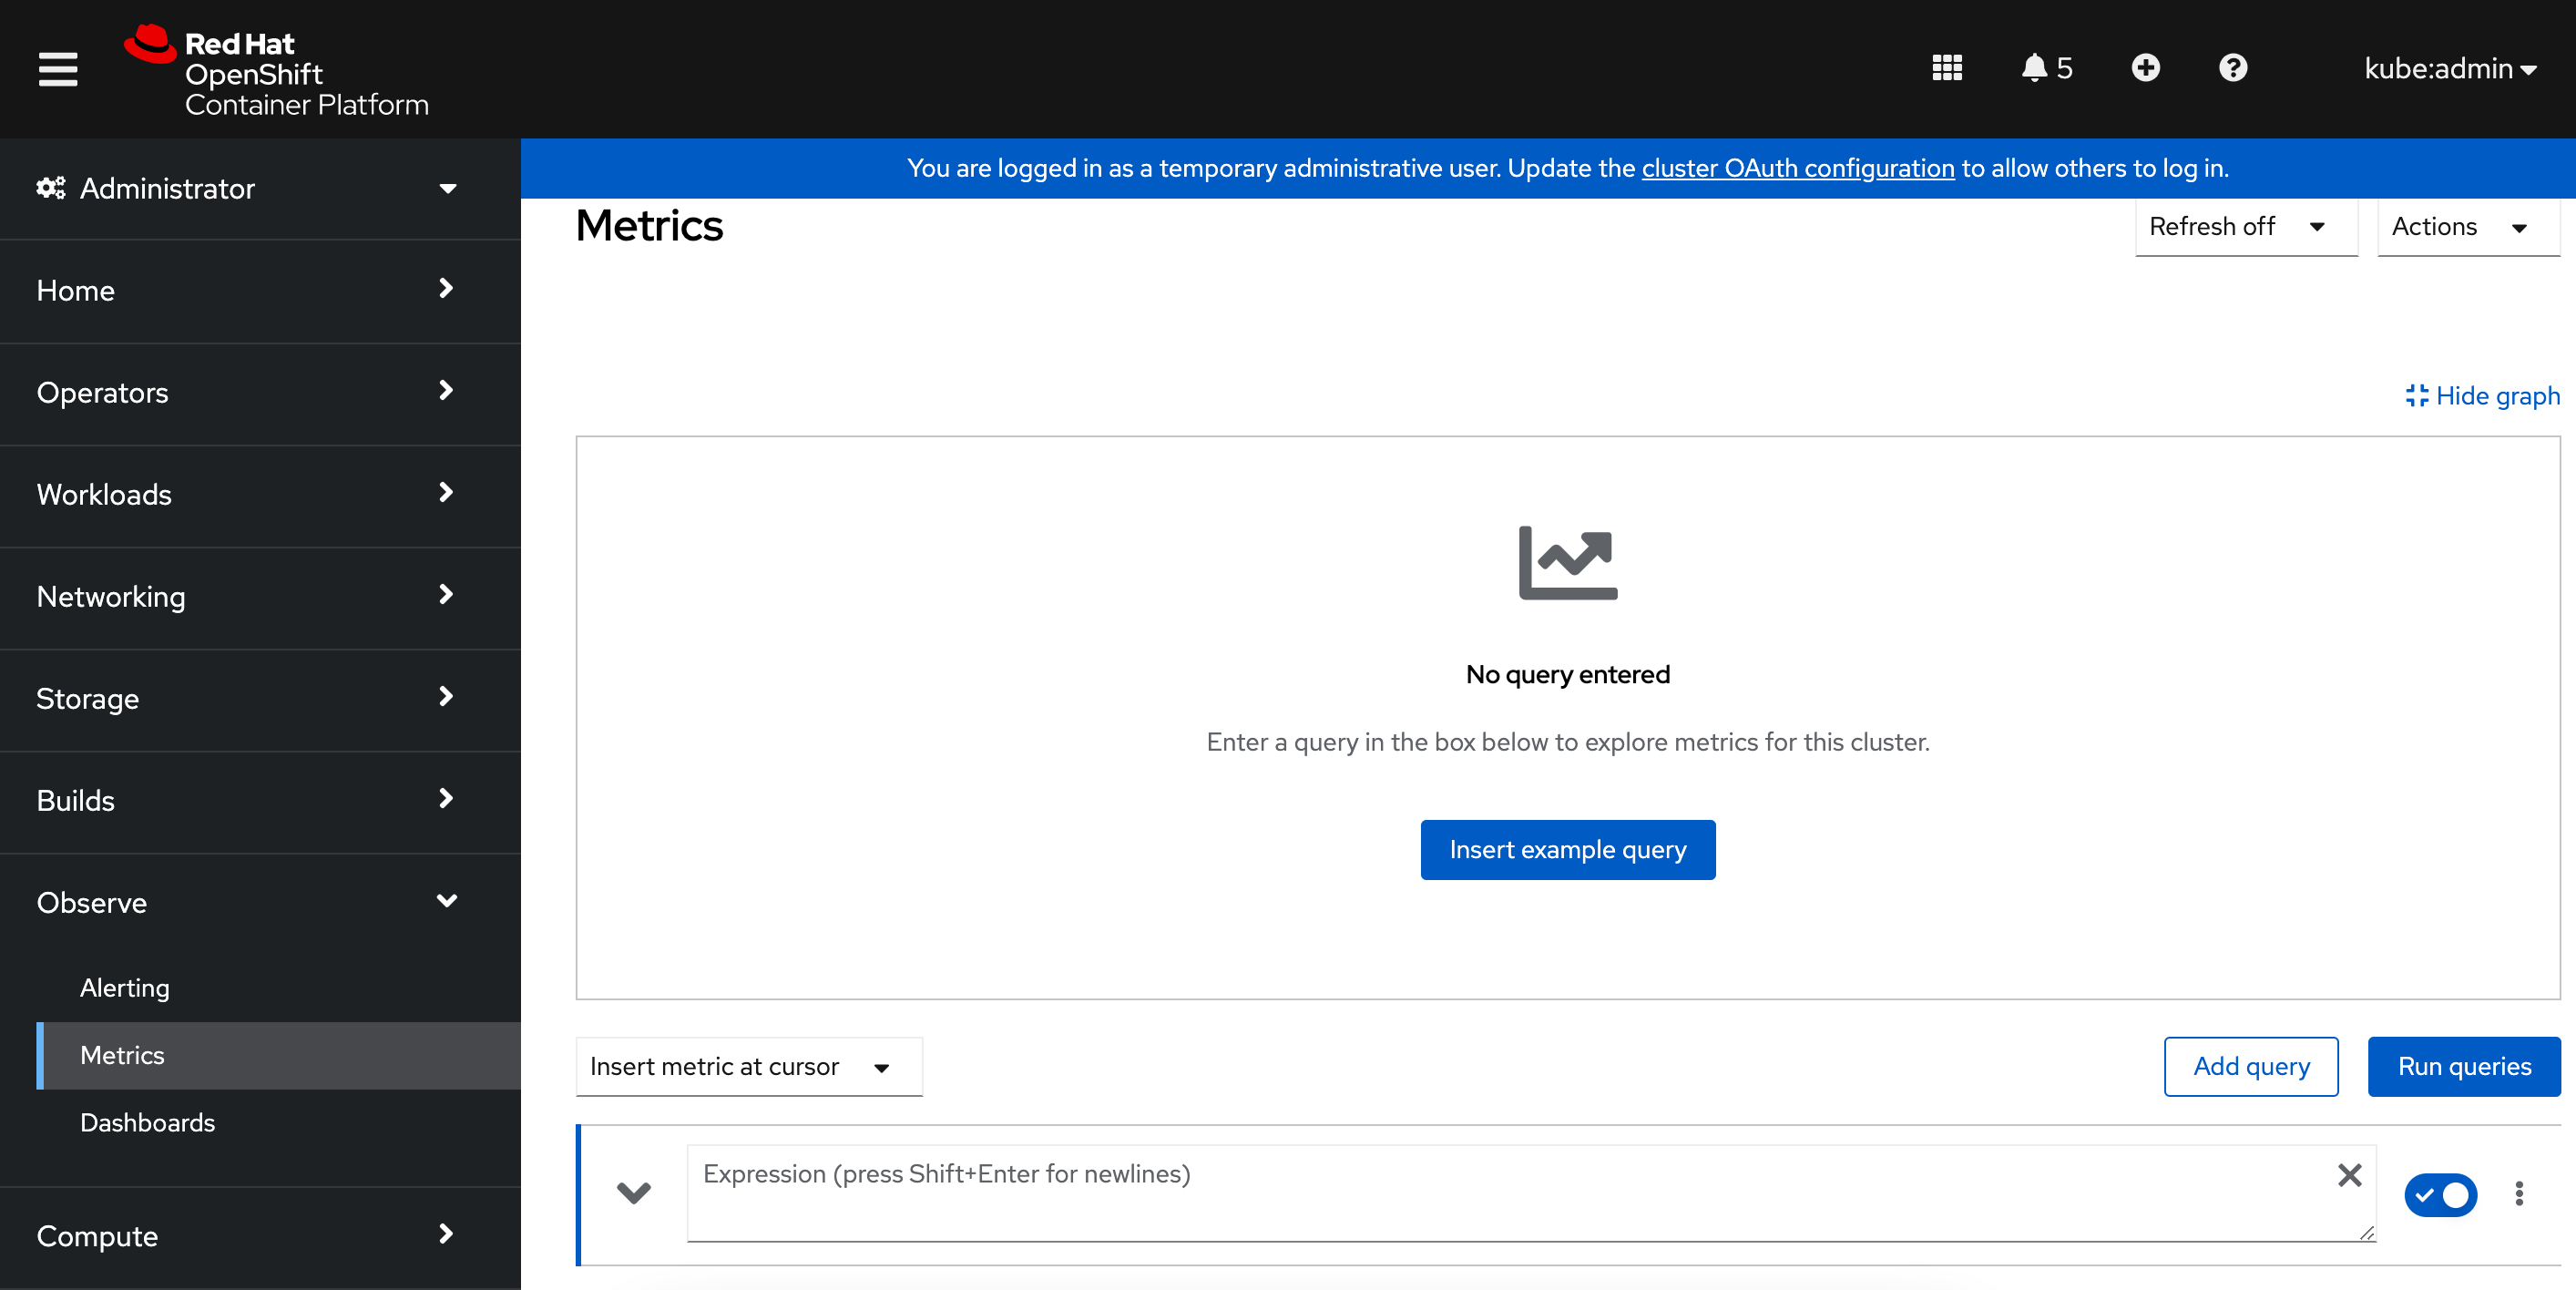 Red Hat
OpenShift
Container Platform
5
kube:admin
Administrator
Home
Operators
Workloads
Networking
Storage
Builds
Observe
Alerting
Metrics
Dashboards
Compute
You are logged in as a temporary administrative user. Update the cluster OAuth configuration to allow others to log in.
Metrics
Refresh off
Actions
Hide graph
No query entered
Enter a query in the box below to explore metrics for this cluster.
Insert example query
Insert metric at cursor
Add query
Run queries
Expression (press Shift+Enter for newlines)